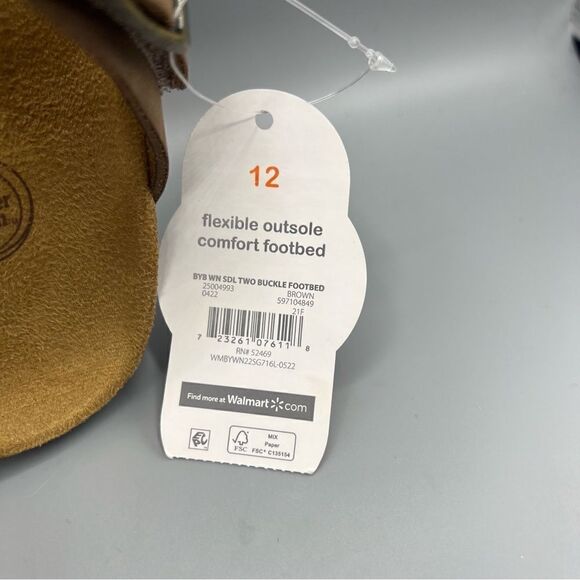 12
flexible outsole
comfort footbed
BYB WN SDL TWO BUCKLE FOOTBED
25004993 BROWN
0422 597104849
21F
7 23261 07611 8
RN# 52469
WMBYWN22SG716L-0522
Find more at Walmart.com
FSC
MIX
Paper
FSC® C135154